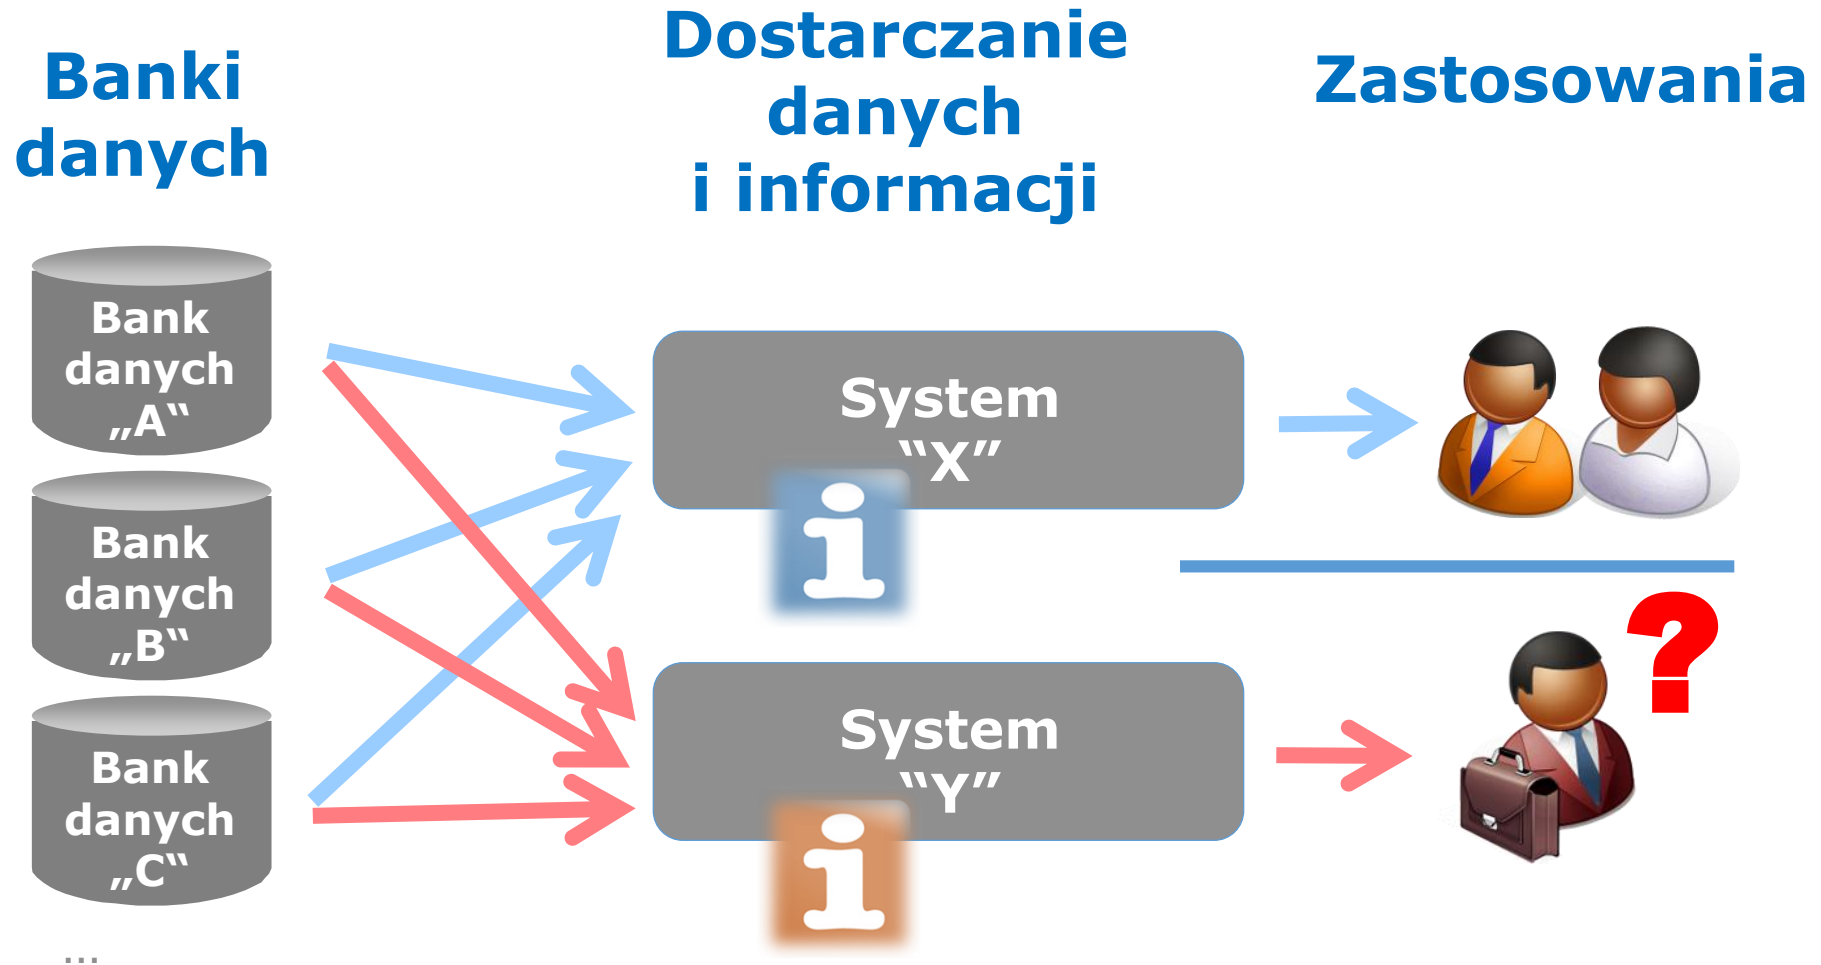 Banki
danych
Dostarczanie
danych
i informacji
Zastosowania
Bank
danych
„A“
Bank
danych
„B“
Bank
danych
„C“
...
System
“X”
i
System
“Y”
i
?